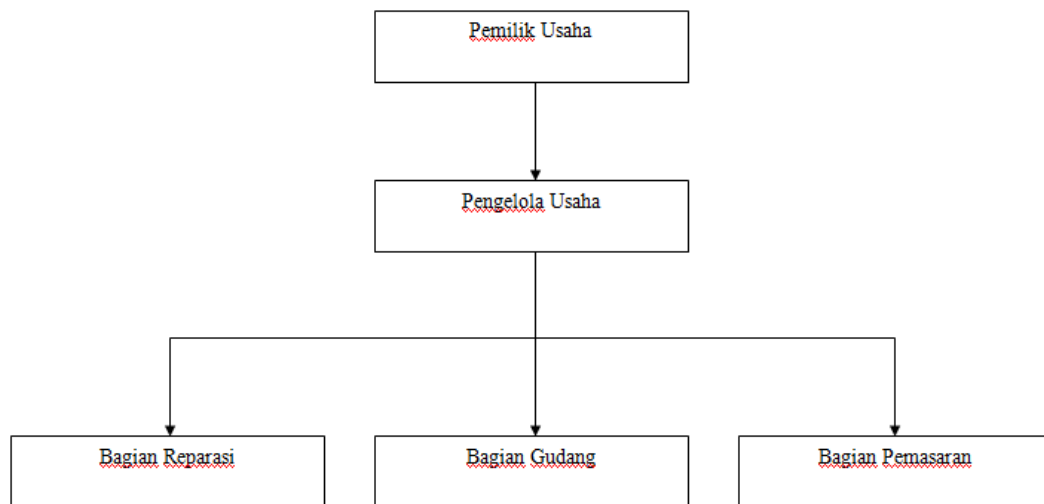 Pemilik Usaha
Pengelola Usaha
Bagian Reparasi
Bagian Gudang
Bagian Pemasaran